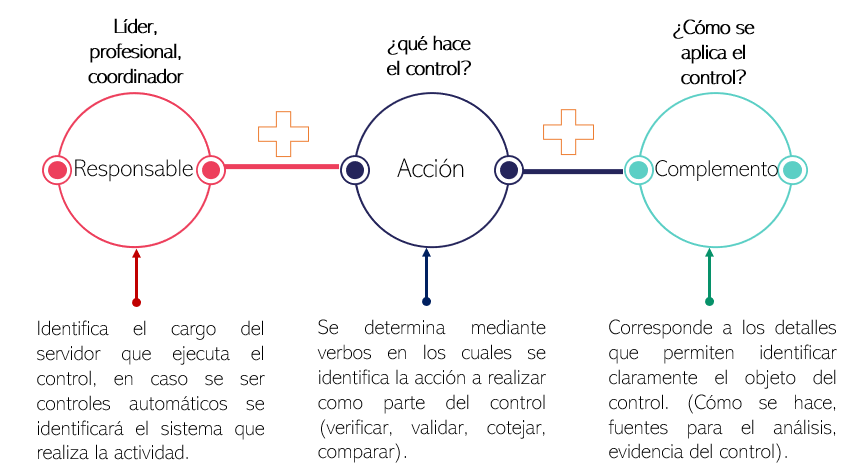 Líder,
profesional,
coordinador
¿qué hace
el control?
¿Cómo se
aplica el
control?
Responsable
Acción
Complemento
Identifica el cargo del
servidor que ejecuta el
control, en caso se ser
controles automáticos se
identificará el sistema que
realiza la actividad.
Se determina mediante
verbos en los cuales se
identifica la acción a realizar
como parte del control
(verificar, validar, cotejar,
comparar).
Corresponde a los detalles
que permiten identificar
claramente el objeto del
control. (Cómo se hace,
fuentes para el análisis,
evidencia del control).